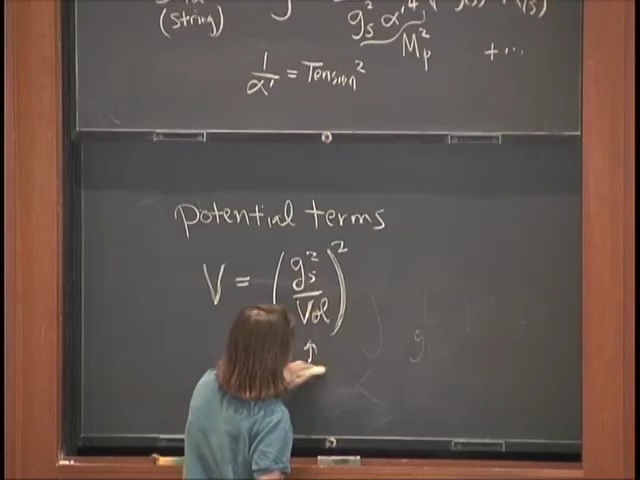 (string)
g_s^2 α'^4
M_p^2
+ ...
1/α' = Tension^2
potential terms
V = (g_s^2/Vol)^2
↑